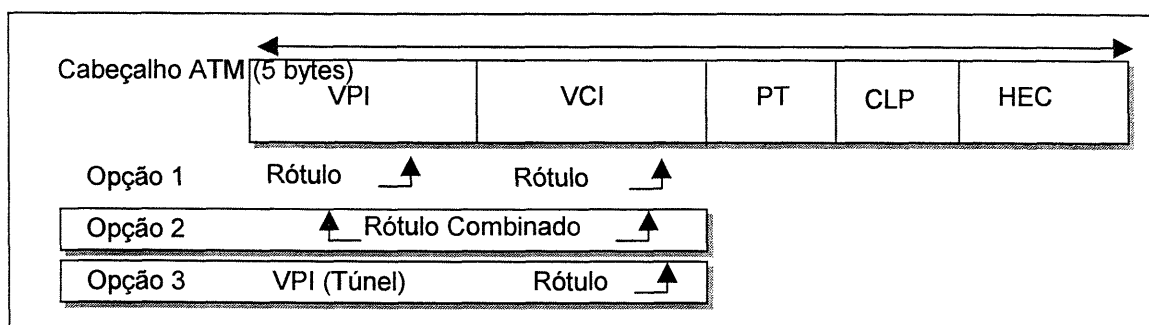 Cabeçalho ATM (5 bytes)
VPI VCI PT CLP HEC
Opção 1 Rótulo Rótulo
Opção 2 Rótulo Combinado
Opção 3 VPI (Túnel) Rótulo